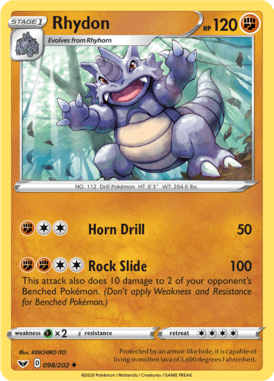 STAGE 1
Rhydon
HP 120
Evolves from Rhyhorn
NO. 112 Drill Pokémon HT. 6'3" WT. 264.6 lbs.
Horn Drill 50
Rock Slide 100
This attack also does 10 damage to 2 of your opponent's
Benched Pokémon. (Don't apply Weakness and Resistance
for Benched Pokémon.)
weakness ×2 resistance retreat
Illus. KEIICHIRO ITO
Protected by an armor-like hide, it is capable of
living in molten lava of 3,600 degrees Fahrenheit.
D 098/202
©2020 Pokémon / Nintendo / Creatures / GAME FREAK